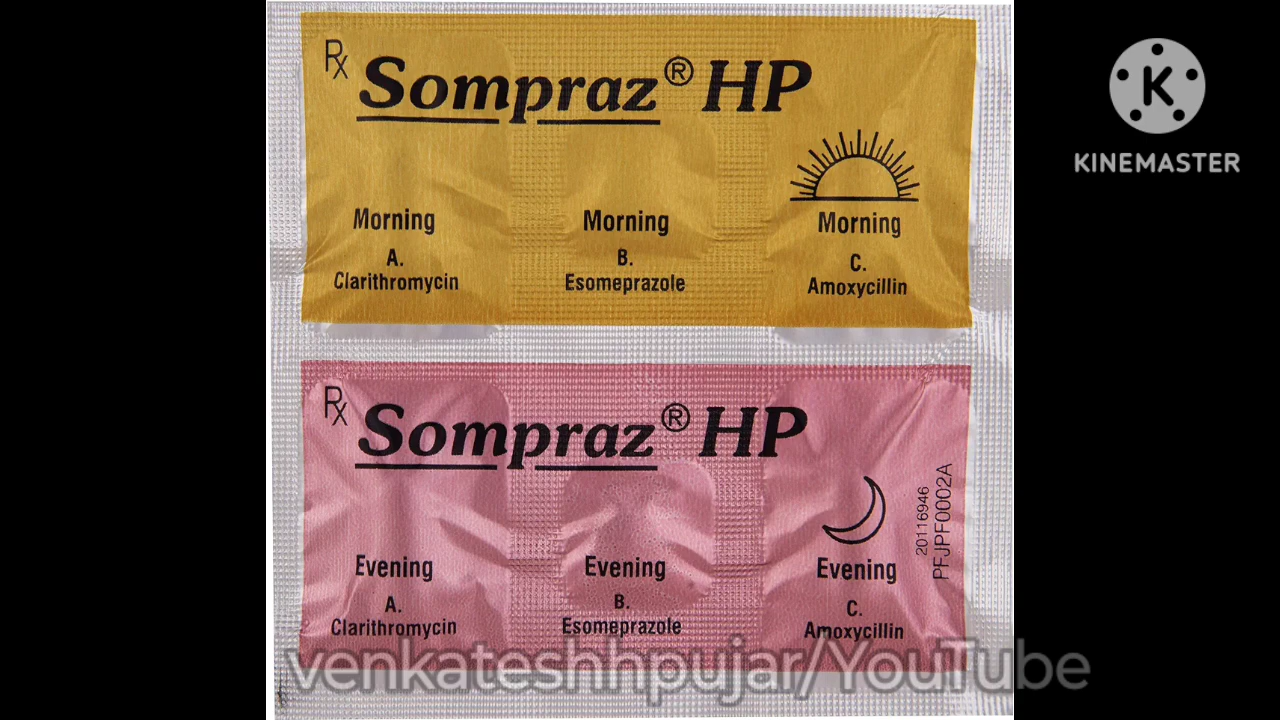 Rx Sompraz® HP
Morning Morning Morning
A. B. C.
Clarithromycin Esomeprazole Amoxycillin
Rx Sompraz® HP
Evening Evening Evening
A. B. C.
Clarithromycin Esomeprazole Amoxycillin
20116946
PFJPF0002A
K
KINEMASTER
venkateshhpujar/YouTube